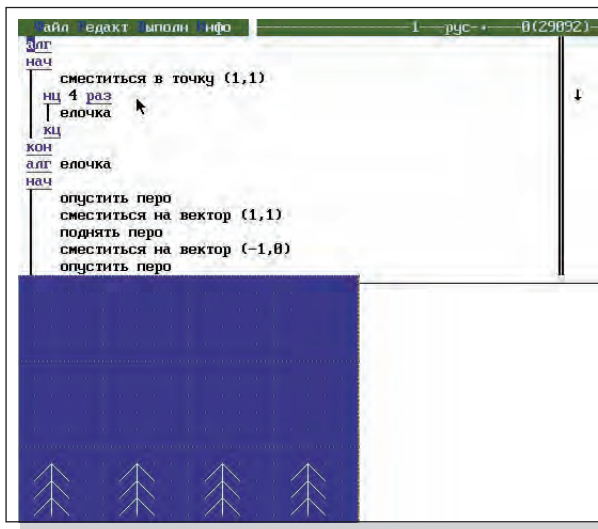 Файл Редакт Выполн Инфо 1 рус 0(29092)
алг
нач
сместиться в точку (1,1)
нц 4 раз
елочка
кц
кон
алг елочка
нач
опустить перо
сместиться на вектор (1,1)
поднять перо
сместиться на вектор (-1,0)
опустить перо